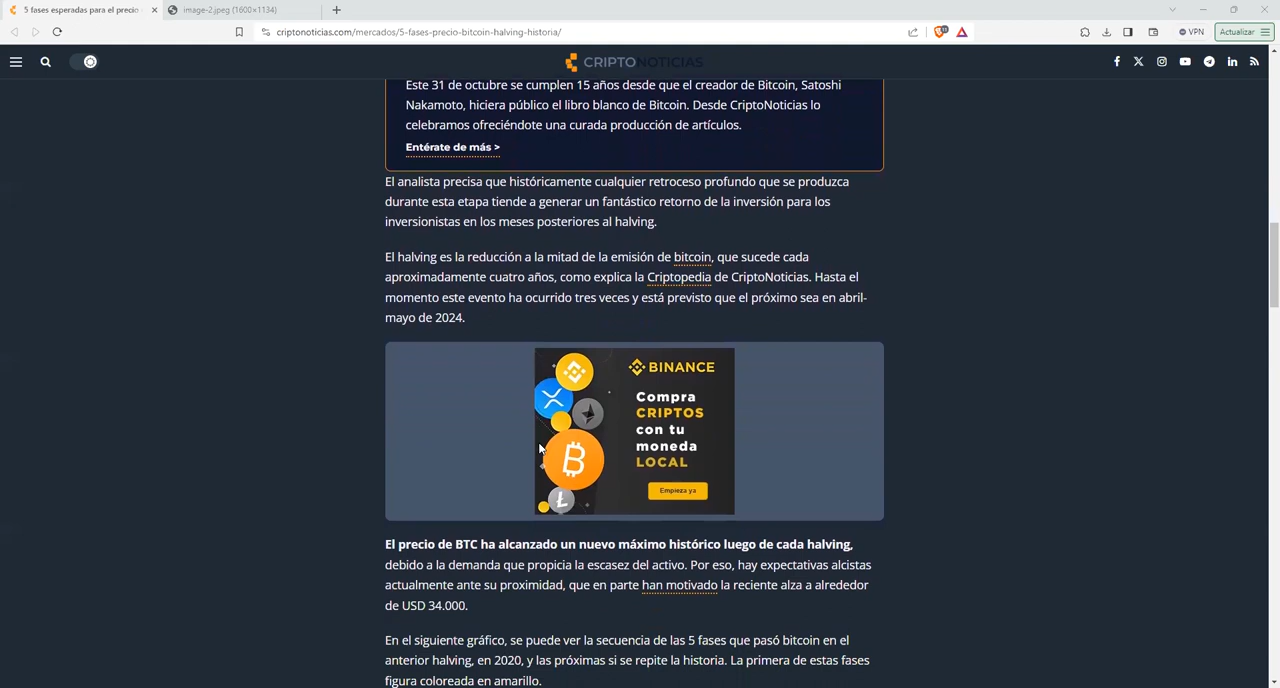 5 fases esperadas para el precio
image-2.jpeg (1600×1134)
criptonoticias.com/mercados/5-fases-precio-bitcoin-halving-historia/
VPN
Actualizar
CRIPTONOTICIAS
Este 31 de octubre se cumplen 15 años desde que el creador de Bitcoin, Satoshi
Nakamoto, hiciera público el libro blanco de Bitcoin. Desde CriptoNoticias lo
celebramos ofreciéndote una curada producción de artículos.
Entérate de más >
El analista precisa que históricamente cualquier retroceso profundo que se produzca
durante esta etapa tiende a generar un fantástico retorno de la inversión para los
inversionistas en los meses posteriores al halving.
El halving es la reducción a la mitad de la emisión de bitcoin, que sucede cada
aproximadamente cuatro años, como explica la Criptopedia de CriptoNoticias. Hasta el
momento este evento ha ocurrido tres veces y está previsto que el próximo sea en abril-
mayo de 2024.
BINANCE
Compra
CRIPTOS
con tu
moneda
LOCAL
Empieza ya
El precio de BTC ha alcanzado un nuevo máximo histórico luego de cada halving,
debido a la demanda que propicia la escasez del activo. Por eso, hay expectativas alcistas
actualmente ante su proximidad, que en parte han motivado la reciente alza a alrededor
de USD 34.000.
En el siguiente gráfico, se puede ver la secuencia de las 5 fases que pasó bitcoin en el
anterior halving, en 2020, y las próximas si se repite la historia. La primera de estas fases
figura coloreada en amarillo.